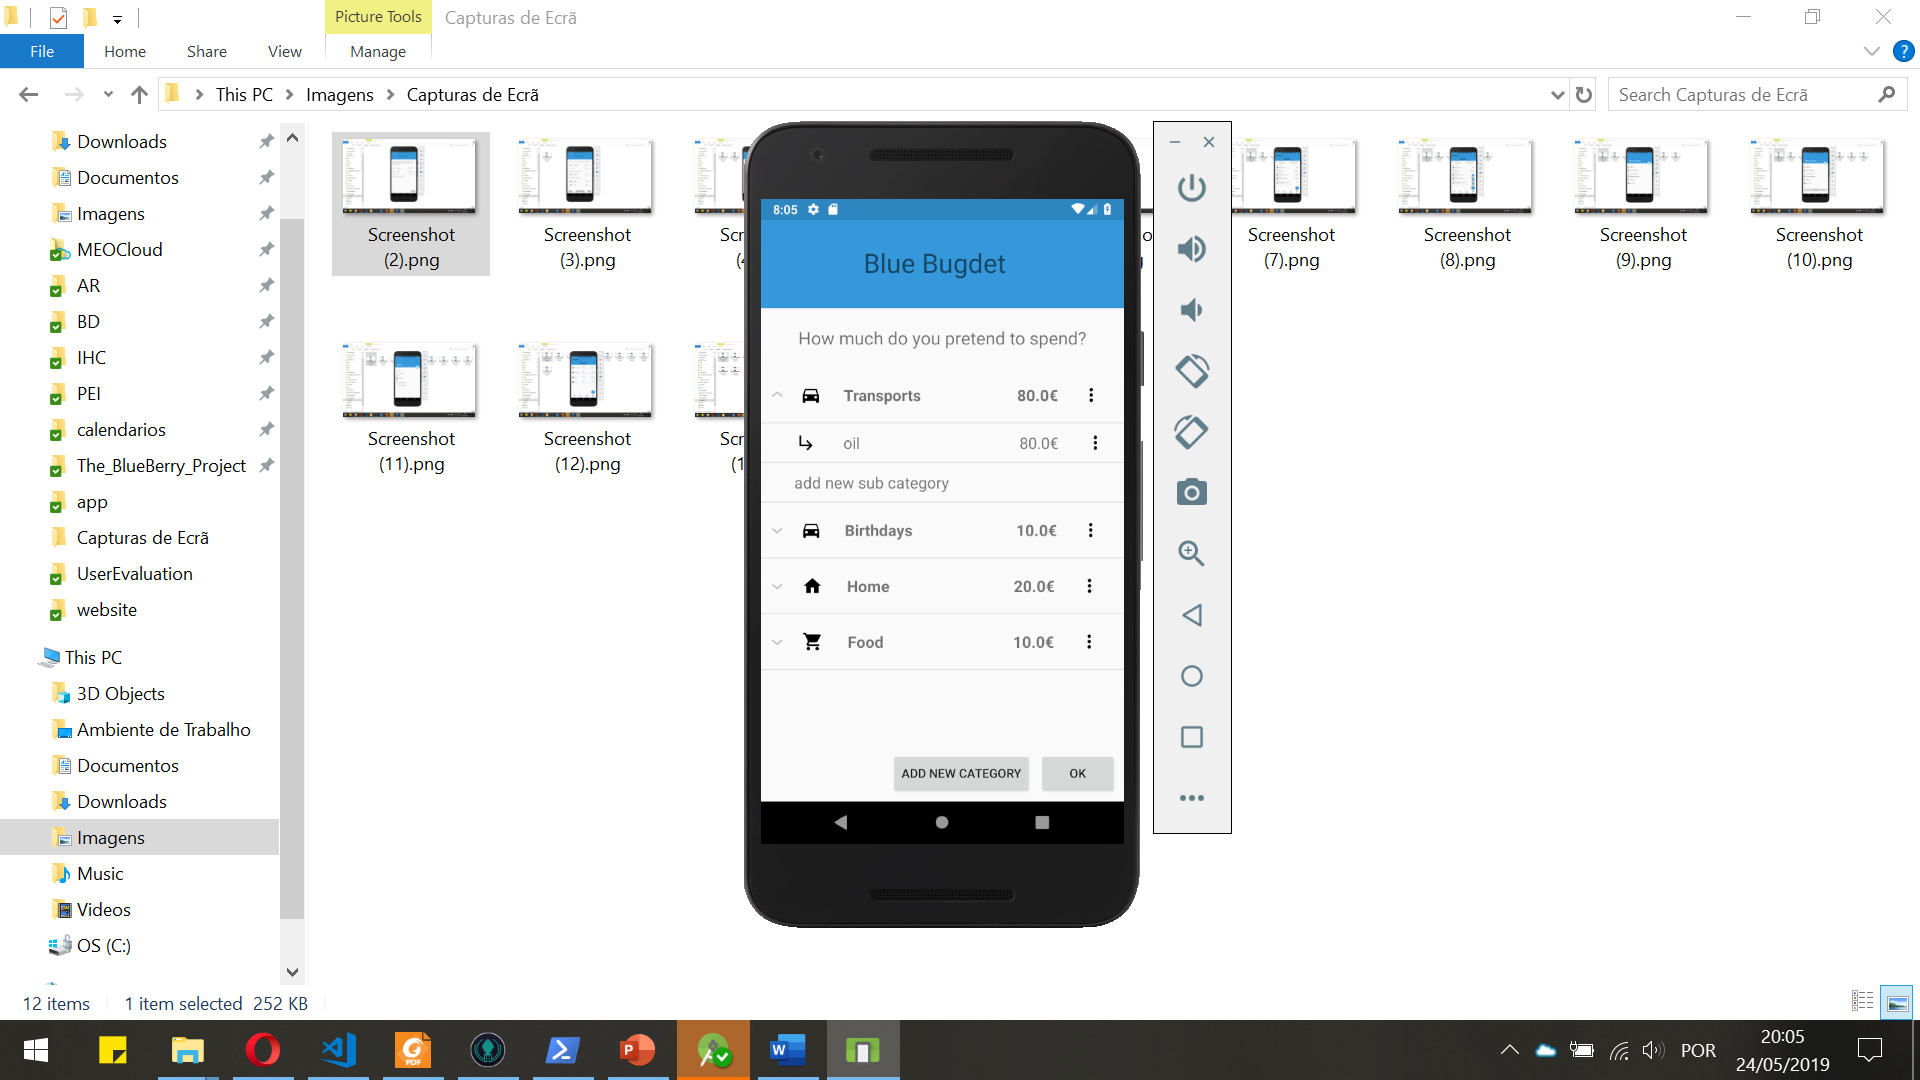 Picture Tools
Capturas de Ecrã
File
Home
Share
View
Manage
This PC
Imagens
Capturas de Ecrã
Search Capturas de Ecrã
Downloads
Documentos
Imagens
MEOCloud
AR
BD
IHC
PEI
calendarios
The_BlueBerry_Project
app
Capturas de Ecrã
UserEvaluation
website
This PC
3D Objects
Ambiente de Trabalho
Documentos
Downloads
Imagens
Music
Videos
OS (C:)
Screenshot
(2).png
Screenshot
(3).png
Screenshot
(7).png
Screenshot
(8).png
Screenshot
(9).png
Screenshot
(10).png
Screenshot
(11).png
Screenshot
(12).png
8:05
Blue Bugdet
How much do you pretend to spend?
Transports 80.0€
oil 80.0€
add new sub category
Birthdays 10.0€
Home 20.0€
Food 10.0€
ADD NEW CATEGORY
OK
12 items
1 item selected 252 KB
POR
20:05
24/05/2019